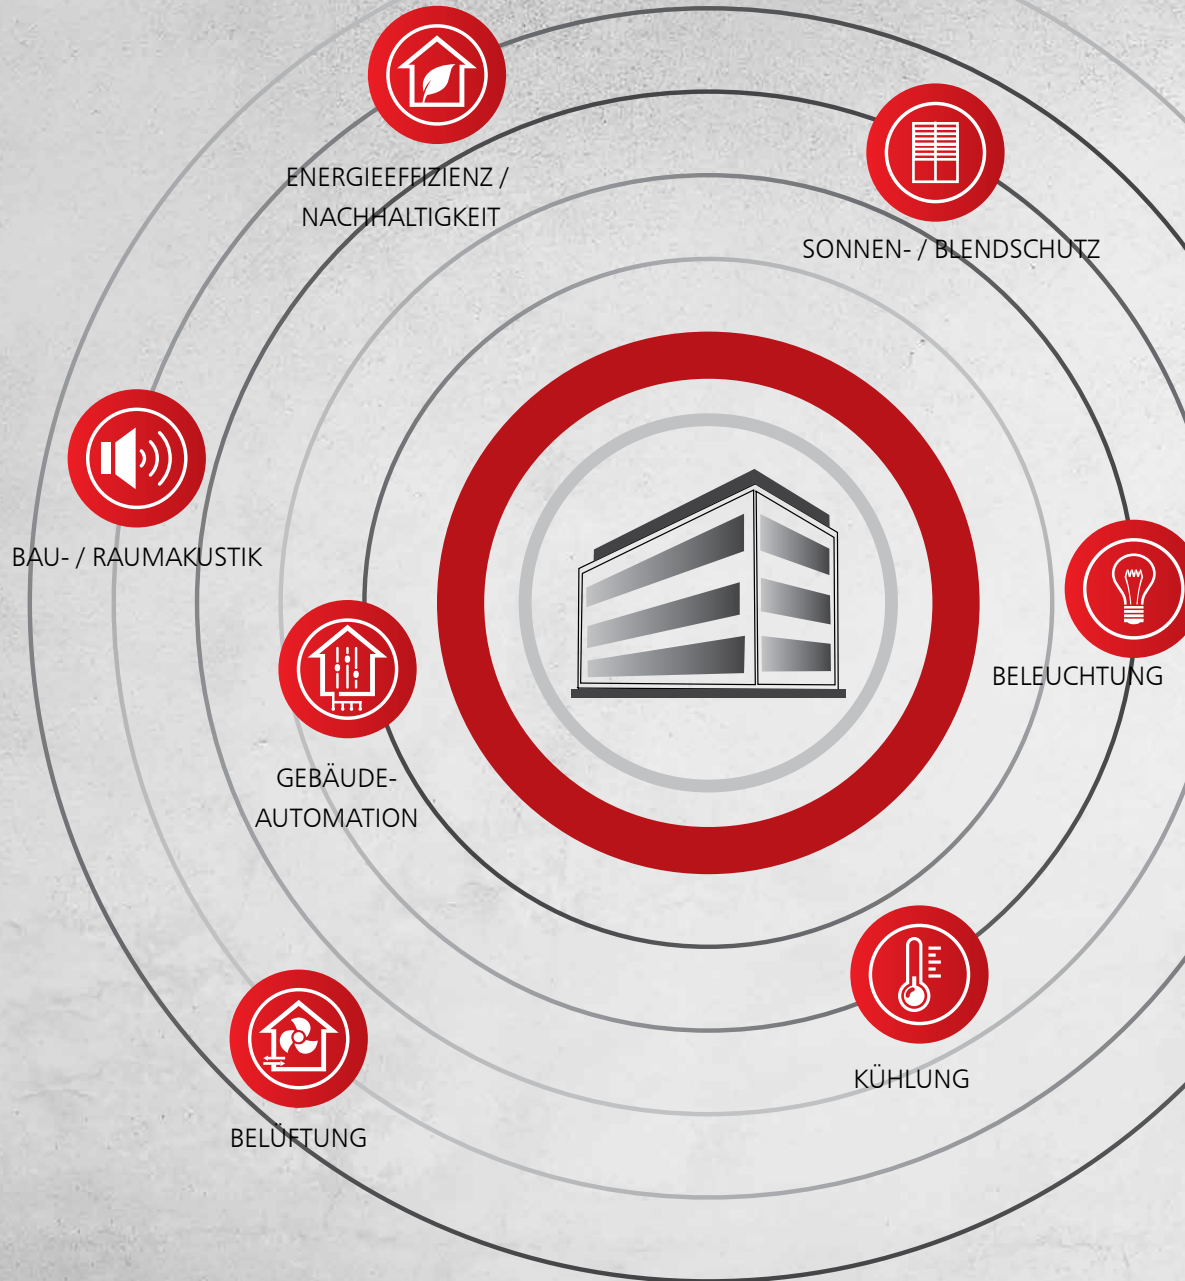 ENERGIEEFFIZIENZ /
NACHHALTIGKEIT
SONNEN- / BLENDSCHUTZ
BAU- / RAUMAKUSTIK
BELEUCHTUNG
GEBÄUDE-
AUTOMATION
KÜHLUNG
BELÜFTUNG